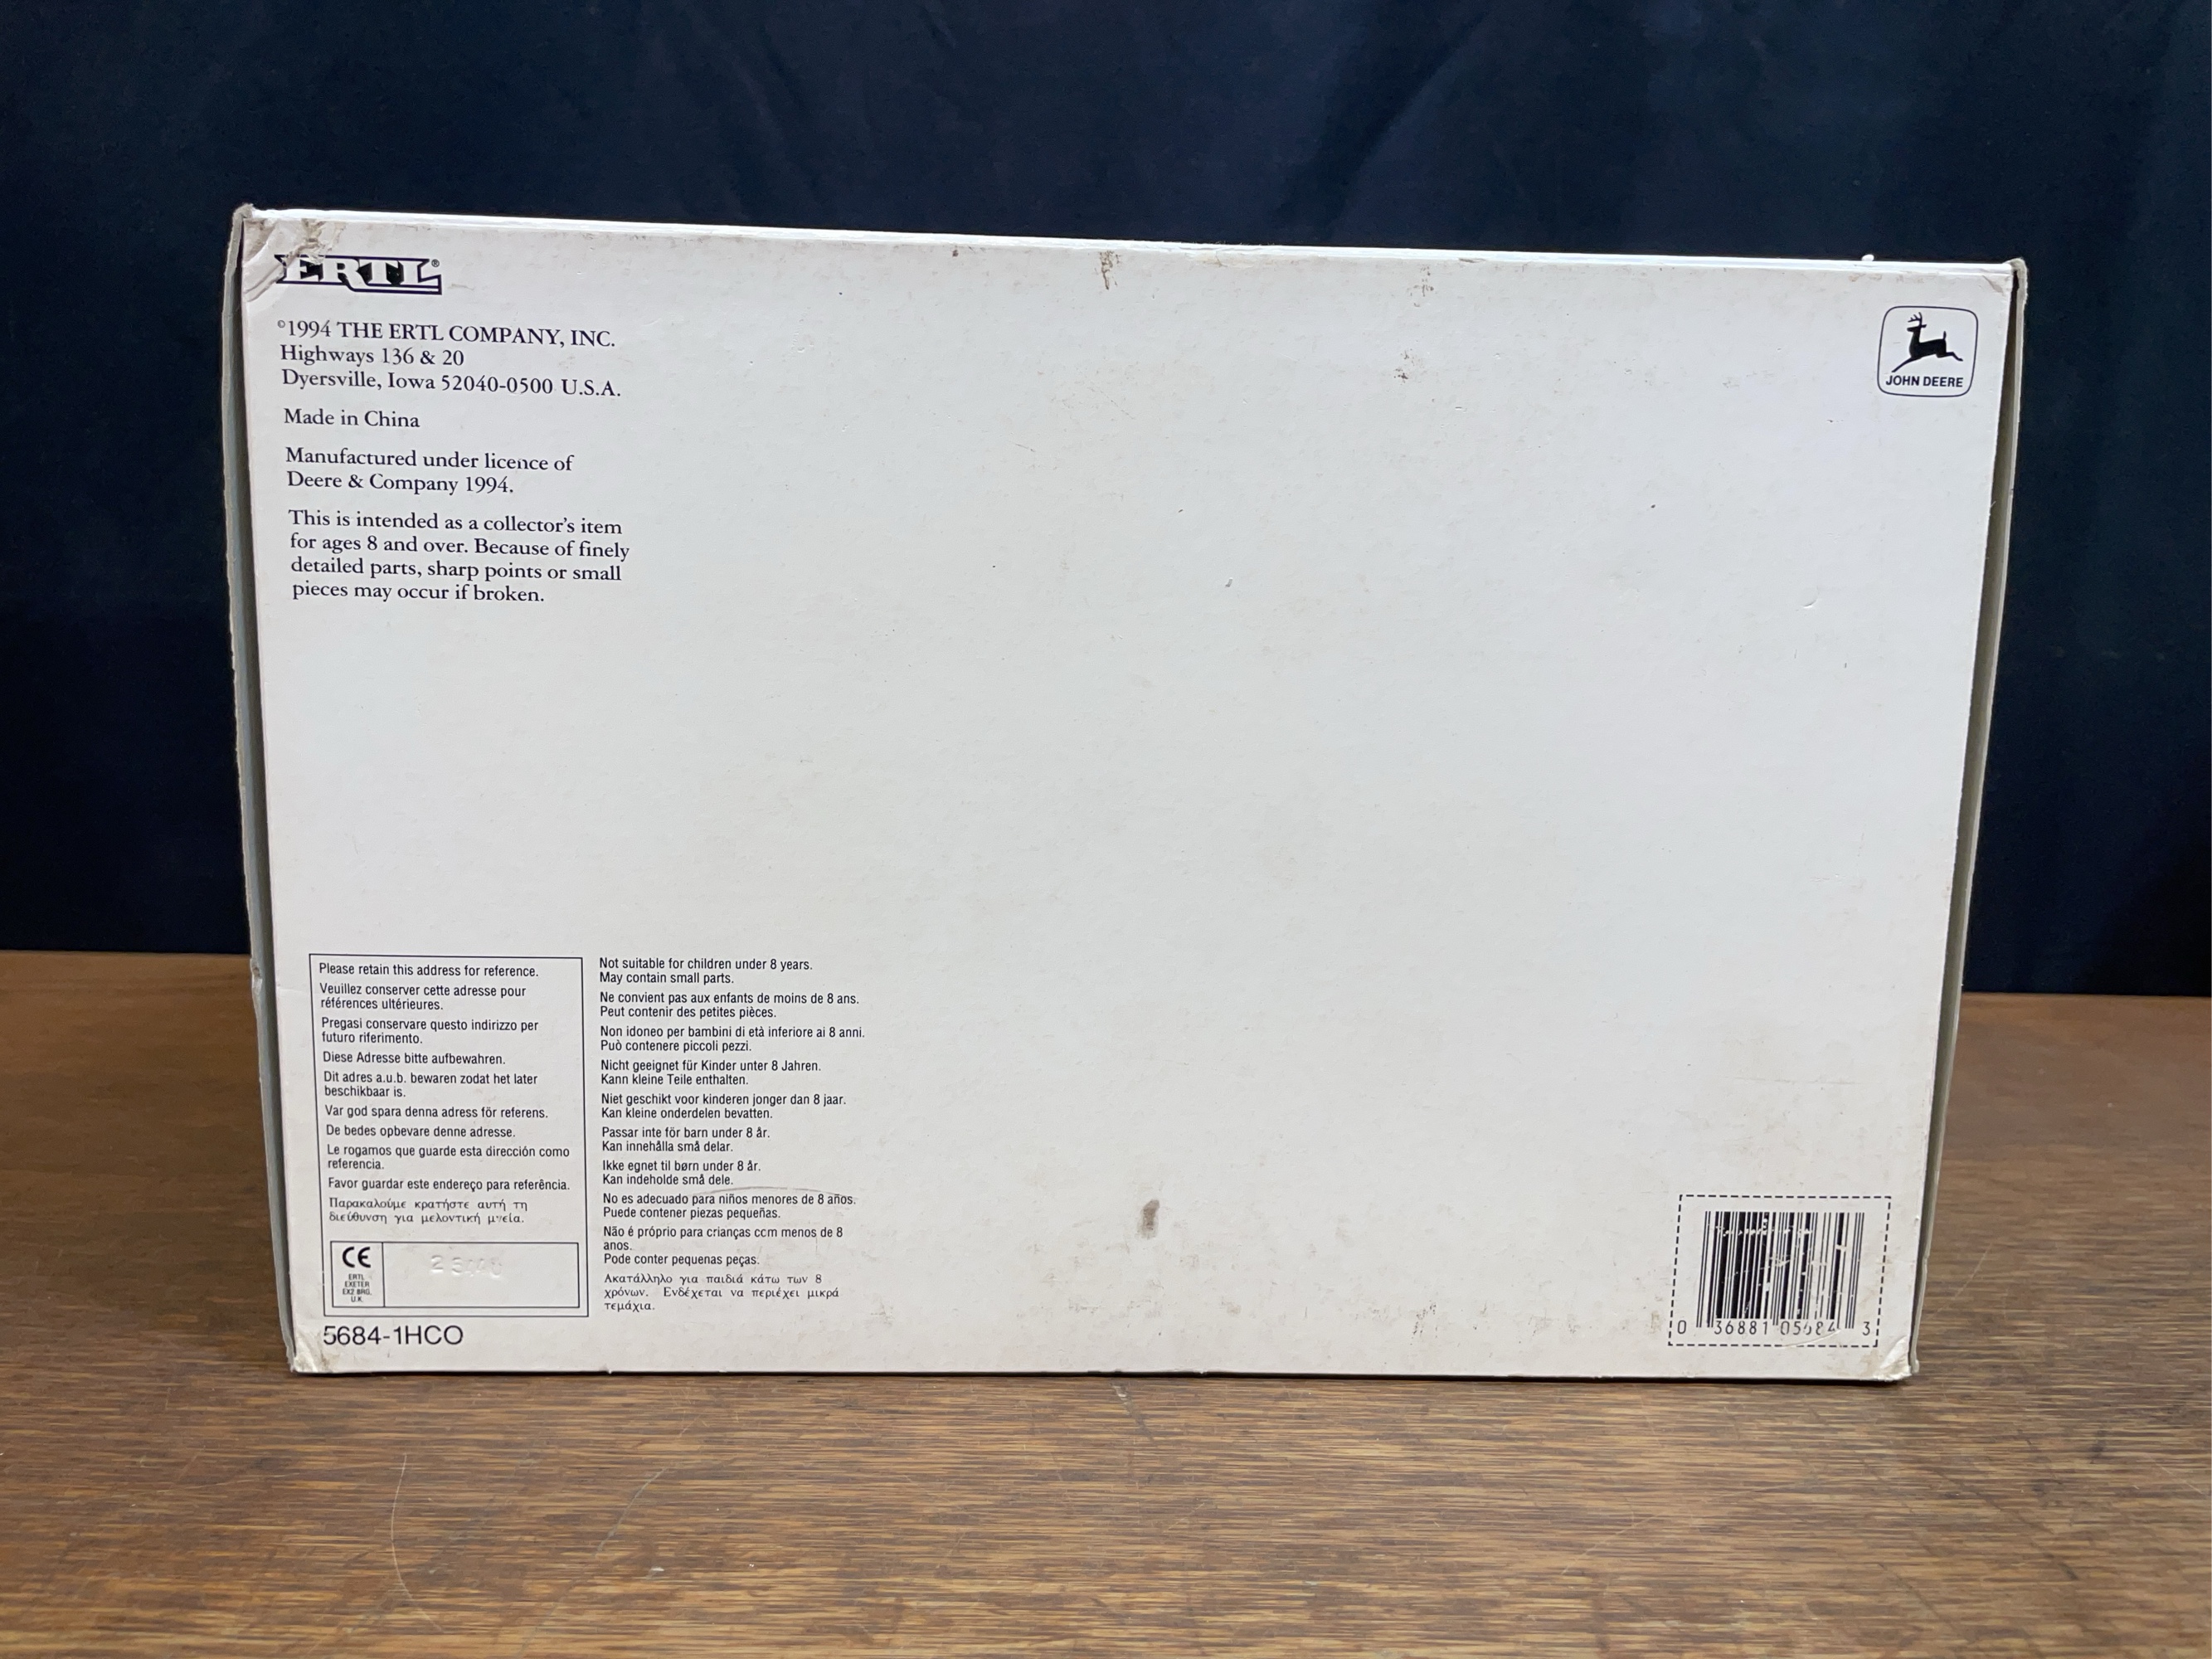 ERTL®
©1994 THE ERTL COMPANY, INC.
Highways 136 & 20
Dyersville, Iowa 52040-0500 U.S.A.
Made in China
Manufactured under licence of
Deere & Company 1994.
This is intended as a collector's item
for ages 8 and over. Because of finely
detailed parts, sharp points or small
pieces may occur if broken.
JOHN DEERE
Please retain this address for reference.
Veuillez conserver cette adresse pour
références ultérieures.
Pregasi conservare questo indirizzo per
futuro riferimento.
Diese Adresse bitte aufbewahren.
Dit adres a.u.b. bewaren zodat het later
beschikbaar is.
Var god spara denna adress för referens.
De bedes opbevare denne adresse.
Le rogamos que guarde esta dirección como
referencia.
Favor guardar este endereço para referência.
Παρακαλούμε κρατήστε αυτή τη
διεύθυνση για μελοντική μνεία.
CE
ERTL
EXETER
EX2 8RG.
U.K.
5684-1HCO
Not suitable for children under 8 years.
May contain small parts.
Ne convient pas aux enfants de moins de 8 ans.
Peut contenir des petites pièces.
Non idoneo per bambini di età inferiore ai 8 anni.
Può contenere piccoli pezzi.
Nicht geeignet für Kinder unter 8 Jahren.
Kann kleine Teile enthalten.
Niet geschikt voor kinderen jonger dan 8 jaar.
Kan kleine onderdelen bevatten.
Passar inte för barn under 8 år.
Kan innehålla små delar.
Ikke egnet til børn under 8 år.
Kan indeholde små dele.
No es adecuado para niños menores de 8 años.
Puede contener piezas pequeñas.
Não é próprio para crianças com menos de 8
anos.
Pode conter pequenas peças.
Ακατάλληλο για παιδιά κάτω των 8
χρόνων. Ενδέχεται να περιέχει μικρά
τεμάχια.
0 36881 05684 3